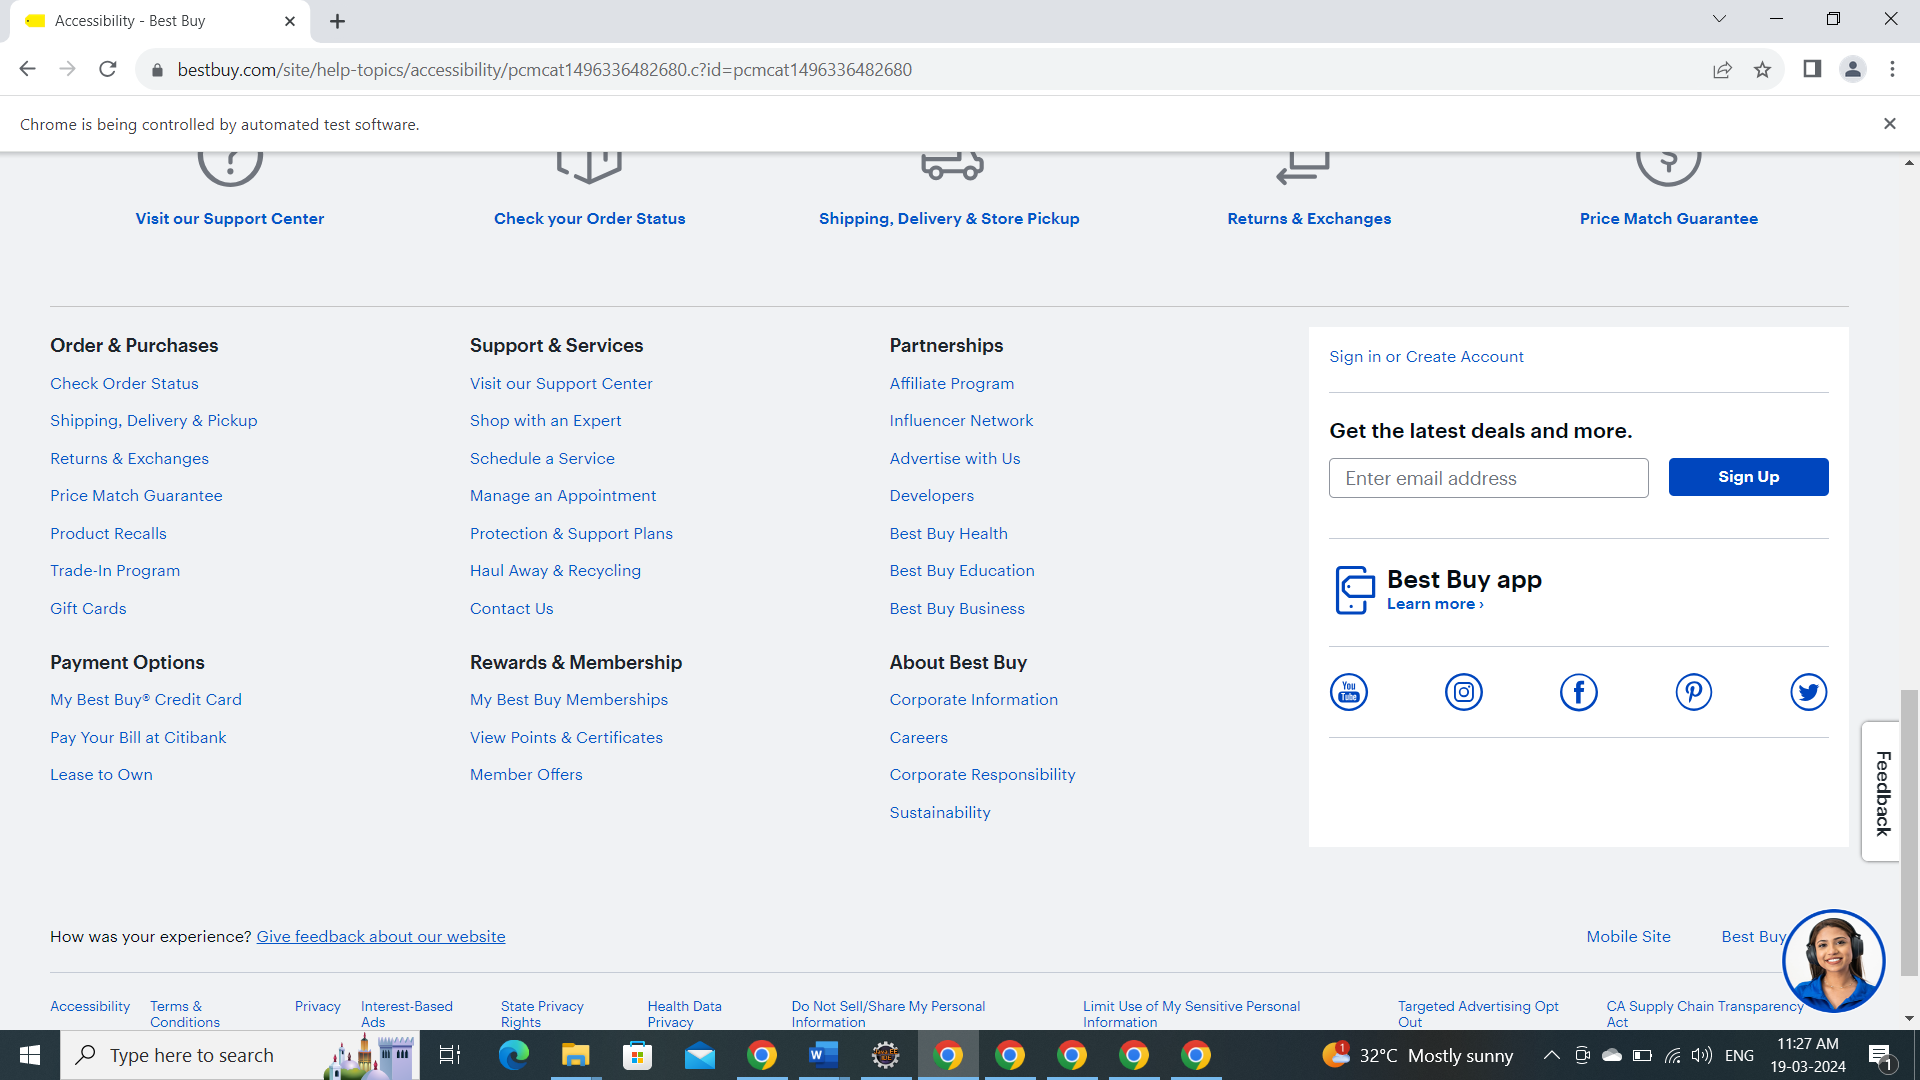 Accessibility - Best Buy
bestbuy.com/site/help-topics/accessibility/pcmcat1496336482680.c?id=pcmcat1496336482680
Chrome is being controlled by automated test software.
Visit our Support Center
Check your Order Status
Shipping, Delivery & Store Pickup
Returns & Exchanges
Price Match Guarantee
Order & Purchases
Check Order Status
Shipping, Delivery & Pickup
Returns & Exchanges
Price Match Guarantee
Product Recalls
Trade-In Program
Gift Cards
Support & Services
Visit our Support Center
Shop with an Expert
Schedule a Service
Manage an Appointment
Protection & Support Plans
Haul Away & Recycling
Contact Us
Partnerships
Affiliate Program
Influencer Network
Advertise with Us
Developers
Best Buy Health
Best Buy Education
Best Buy Business
Payment Options
My Best Buy® Credit Card
Pay Your Bill at Citibank
Lease to Own
Rewards & Membership
My Best Buy Memberships
View Points & Certificates
Member Offers
About Best Buy
Corporate Information
Careers
Corporate Responsibility
Sustainability
Sign in or Create Account
Get the latest deals and more.
Enter email address
Sign Up
Best Buy app
Learn more ›
You
Tube
Feedback
How was your experience? Give feedback about our website
Mobile Site
Best Buy
Accessibility
Terms &
Conditions
Privacy
Interest-Based
Ads
State Privacy
Rights
Health Data
Privacy
Do Not Sell/Share My Personal
Information
Limit Use of My Sensitive Personal
Information
Targeted Advertising Opt
Out
CA Supply Chain Transparency
Act
Type here to search
1
32°C Mostly sunny
ENG
11:27 AM
19-03-2024
1